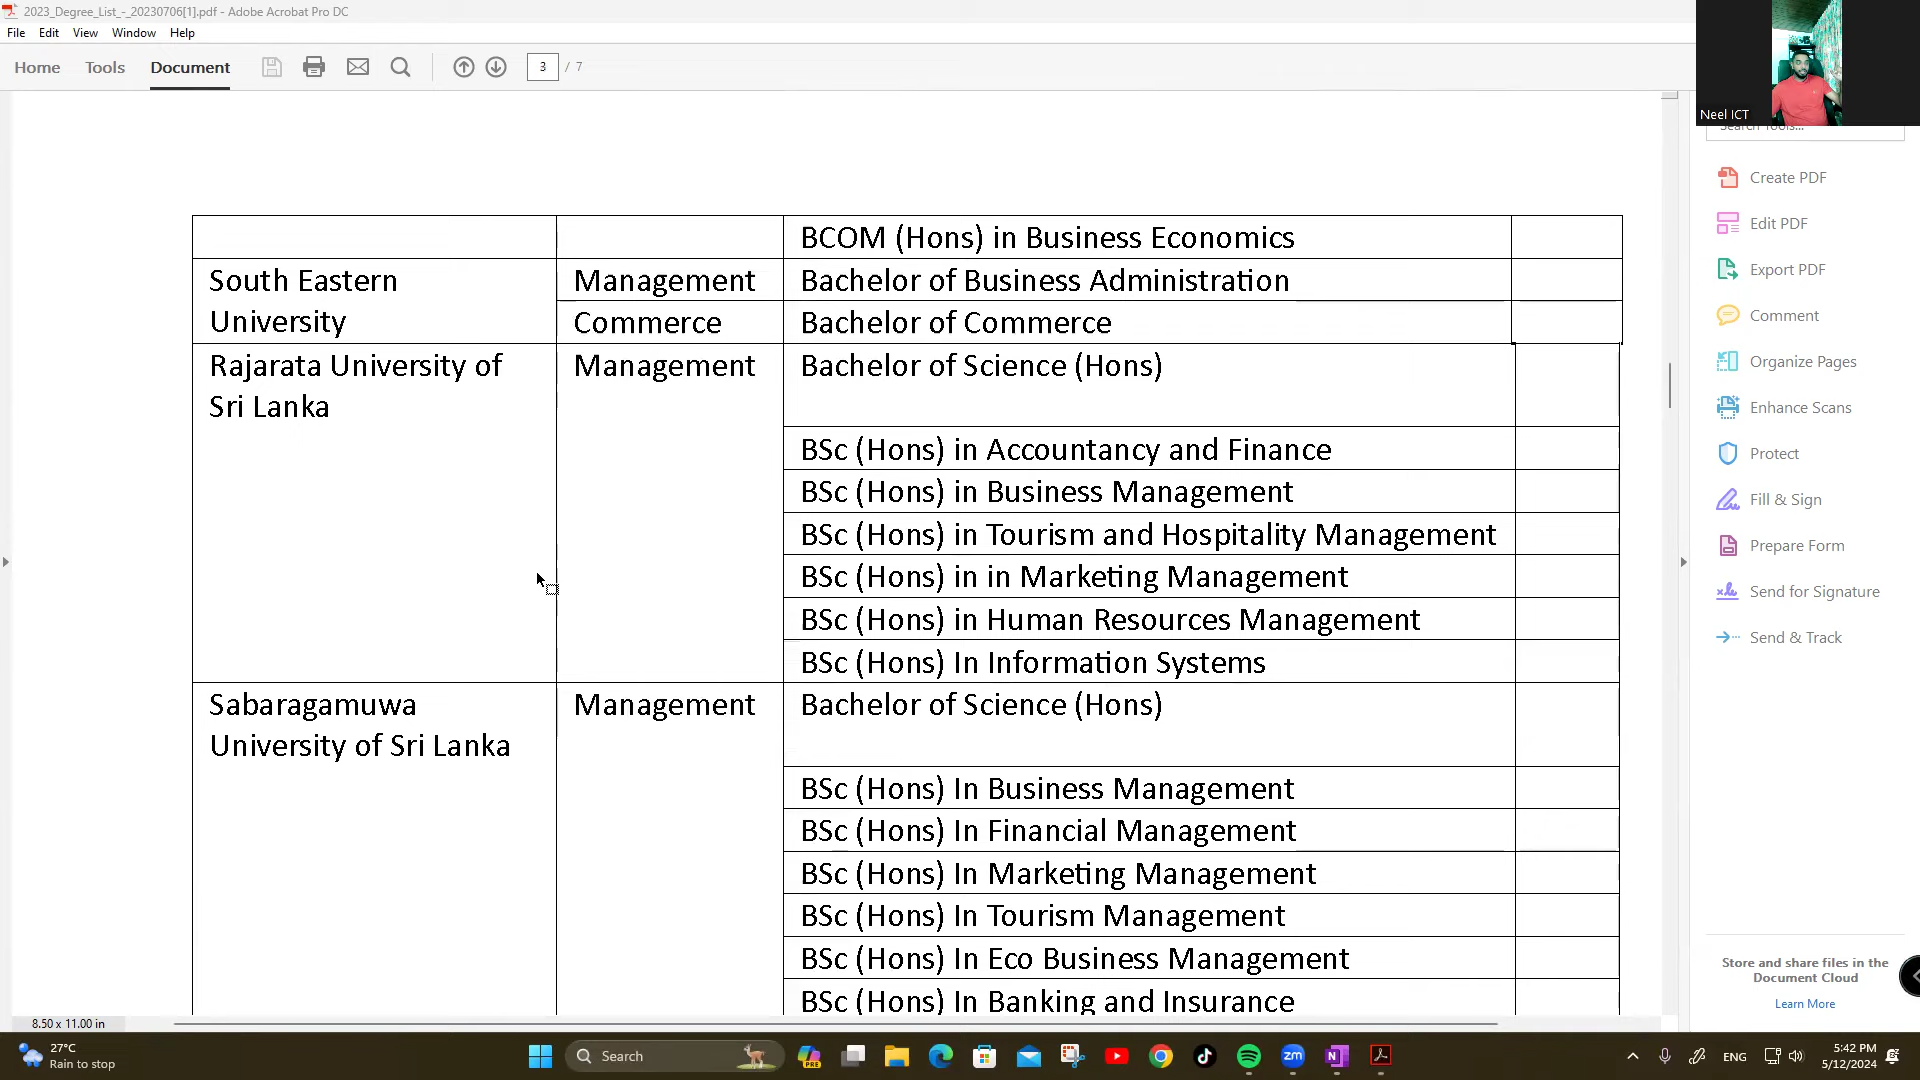 2023_Degree_List_-_20230706[1].pdf - Adobe Acrobat Pro DC
File Edit View Window Help
Home Tools Document 3 / 7
Neel ICT
Search Tools...
Create PDF
Edit PDF
Export PDF
Comment
Organize Pages
Enhance Scans
Protect
Fill & Sign
Prepare Form
Send for Signature
Send & Track
Store and share files in the
Document Cloud
Learn More
BCOM (Hons) in Business Economics
South Eastern Management Bachelor of Business Administration
University Commerce Bachelor of Commerce
Rajarata University of Management Bachelor of Science (Hons)
Sri Lanka
BSc (Hons) in Accountancy and Finance
BSc (Hons) in Business Management
BSc (Hons) in Tourism and Hospitality Management
BSc (Hons) in in Marketing Management
BSc (Hons) in Human Resources Management
BSc (Hons) In Information Systems
Sabaragamuwa Management Bachelor of Science (Hons)
University of Sri Lanka
BSc (Hons) In Business Management
BSc (Hons) In Financial Management
BSc (Hons) In Marketing Management
BSc (Hons) In Tourism Management
BSc (Hons) In Eco Business Management
BSc (Hons) In Banking and Insurance
8.50 x 11.00 in
27°C
Rain to stop
Search
PRE
zm
N
ENG
5:42 PM
5/12/2024